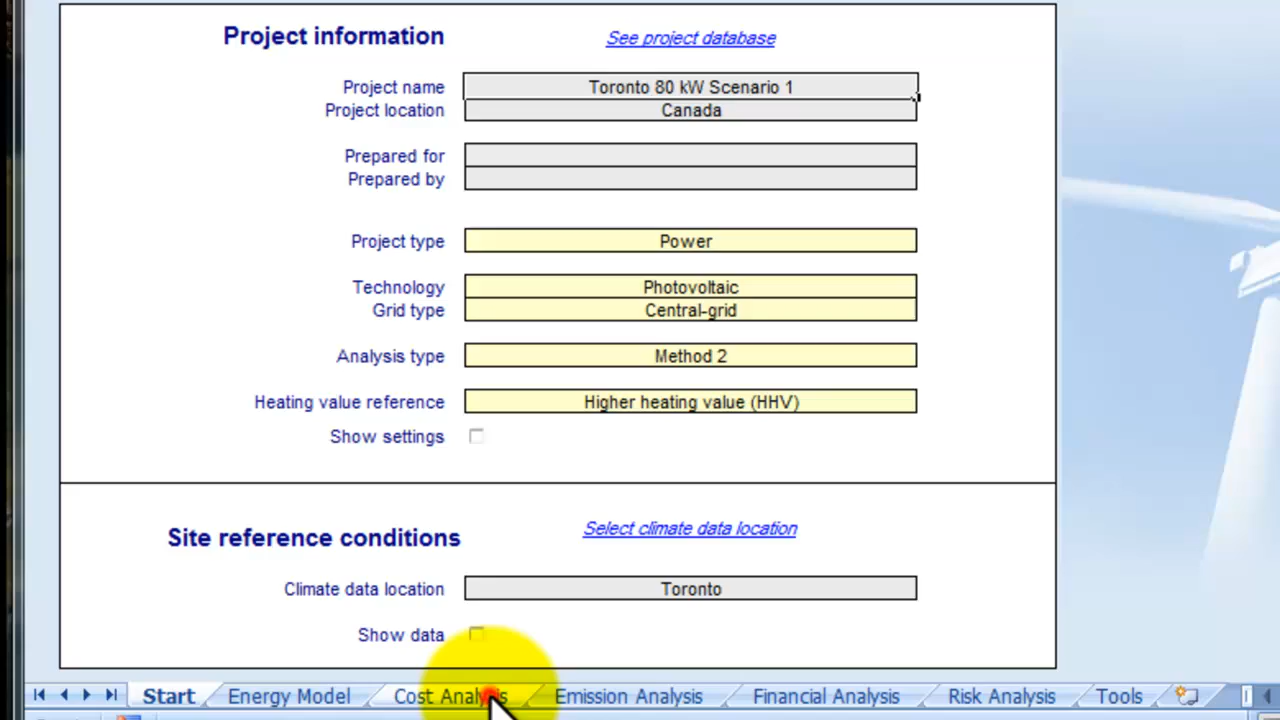 Project information See project database
Project name Toronto 80 kW Scenario 1
Project location Canada
Prepared for
Prepared by
Project type Power
Technology Photovoltaic
Grid type Central-grid
Analysis type Method 2
Heating value reference Higher heating value (HHV)
Show settings
Site reference conditions Select climate data location
Climate data location Toronto
Show data
Start Energy Model Cost Analysis Emission Analysis Financial Analysis Risk Analysis Tools